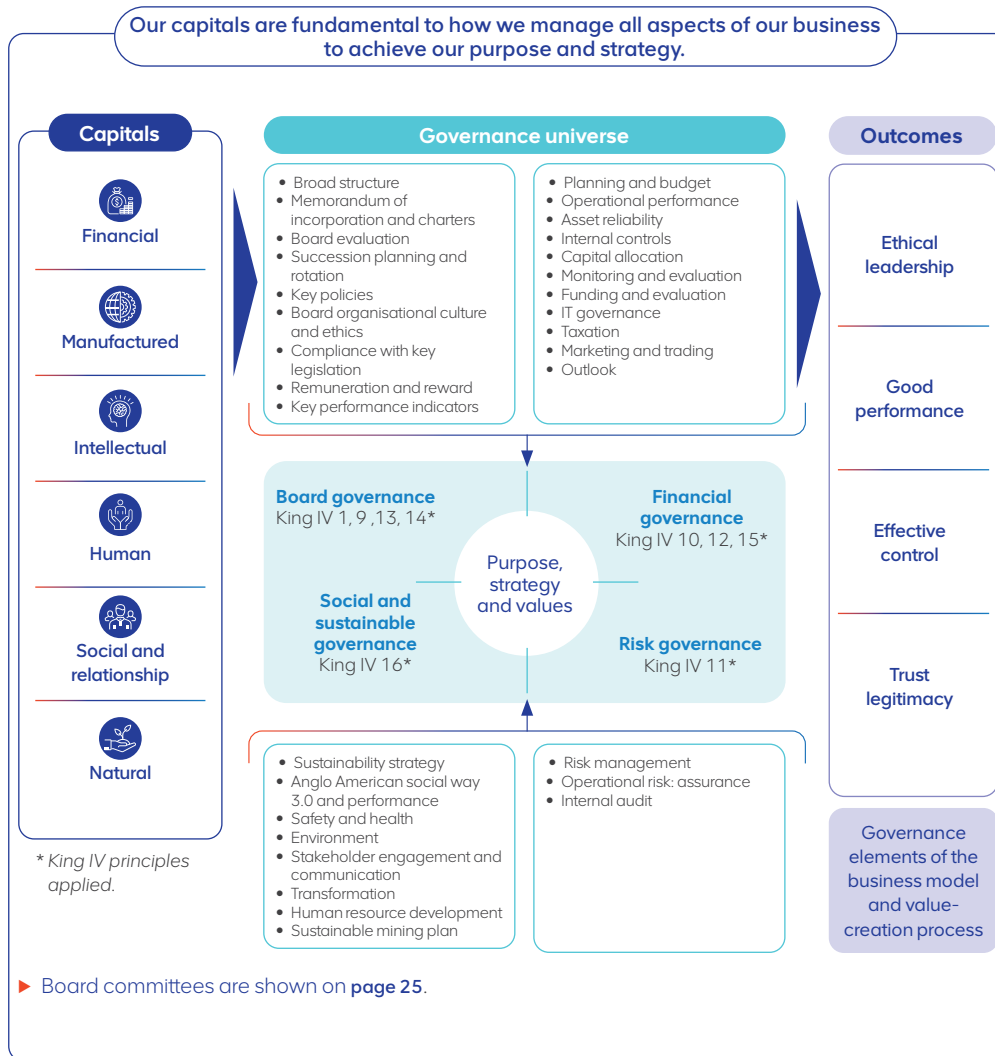 Our capitals are fundamental to how we manage all aspects of our business
to achieve our purpose and strategy.
Capitals
Financial
Manufactured
Intellectual
Human
Social and
relationship
Natural
* King IV principles
applied.
Governance universe
• Broad structure
• Memorandum of
incorporation and charters
• Board evaluation
• Succession planning and
rotation
• Key policies
• Board organisational culture
and ethics
• Compliance with key
legislation
• Remuneration and reward
• Key performance indicators
• Planning and budget
• Operational performance
• Asset reliability
• Internal controls
• Capital allocation
• Monitoring and evaluation
• Funding and evaluation
• IT governance
• Taxation
• Marketing and trading
• Outlook
Board governance
King IV 1, 9 ,13, 14*
Financial
governance
King IV 10, 12, 15*
Purpose,
strategy
and values
Social and
sustainable
governance
King IV 16*
Risk governance
King IV 11*
• Sustainability strategy
• Anglo American social way
3.0 and performance
• Safety and health
• Environment
• Stakeholder engagement and
communication
• Transformation
• Human resource development
• Sustainable mining plan
• Risk management
• Operational risk: assurance
• Internal audit
Outcomes
Ethical
leadership
Good
performance
Effective
control
Trust
legitimacy
Governance
elements of the
business model
and value-
creation process
Board committees are shown on page 25.